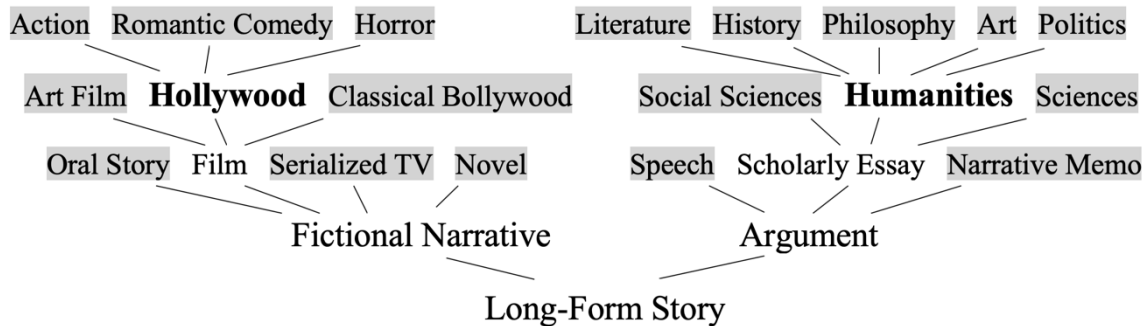 Action Romantic Comedy Horror Literature History Philosophy Art Politics
Art Film Hollywood Classical Bollywood Social Sciences Humanities Sciences
Oral Story Film Serialized TV Novel Speech Scholarly Essay Narrative Memo
Fictional Narrative Argument
Long-Form Story